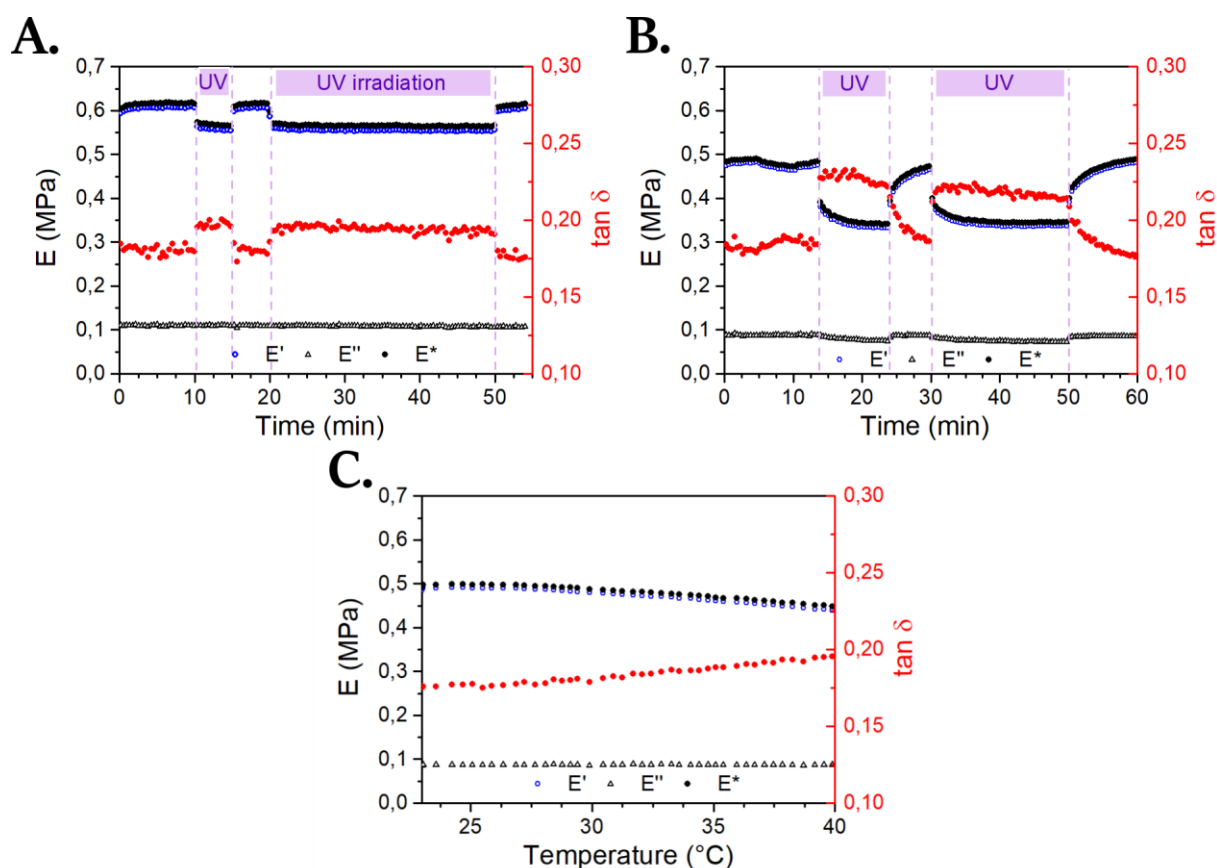 A.
UV UV irradiation
0,7
0,6
0,5
0,4
0,3
0,2
0,1
0,0
E (MPa)
0,30
0,25
0,20
0,15
0,10
tan δ
E' E'' E*
0 10 20 30 40 50
Time (min)
B.
UV UV
0,7
0,6
0,5
0,4
0,3
0,2
0,1
0,0
E (MPa)
0,30
0,25
0,20
0,15
0,10
tan δ
E' E'' E*
0 10 20 30 40 50 60
Time (min)
C.
0,7
0,6
0,5
0,4
0,3
0,2
0,1
0,0
E (MPa)
0,30
0,25
0,20
0,15
0,10
tan δ
E' E'' E*
25 30 35 40
Temperature (°C)